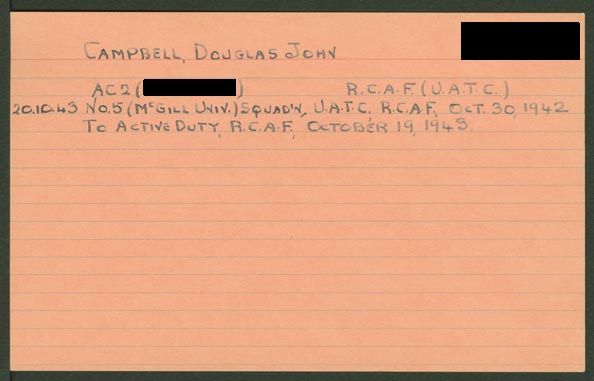 CAMPBELL, DOUGLAS JOHN
AC2 ( ) R.C.A.F. (U.A.T.C.)
20.10.43 No.5 (McGILL UNIV.) SQUAD'N, U.A.T.C., R.C.A.F., OCT. 30, 1942
TO ACTIVE DUTY, R.C.A.F., OCTOBER 19, 1943.